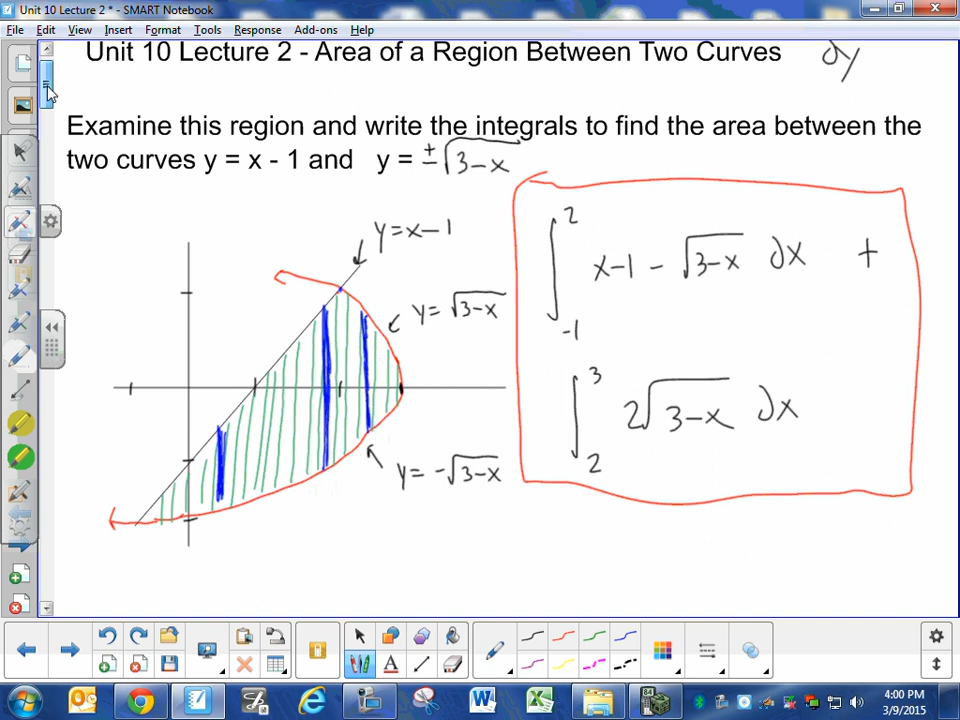 Unit 10 Lecture 2 * - SMART Notebook
File Edit View Insert Format Tools Response Add-ons Help
Unit 10 Lecture 2 - Area of a Region Between Two Curves dy
Examine this region and write the integrals to find the area between the
two curves y = x - 1 and y = ±√3-x
y=x-1
y=√3-x
y=-√3-x
∫ 2 -1 x-1 - √3-x dx +
∫ 3 2 2√3-x dx
A
W
X
84
4:00 PM
3/9/2015